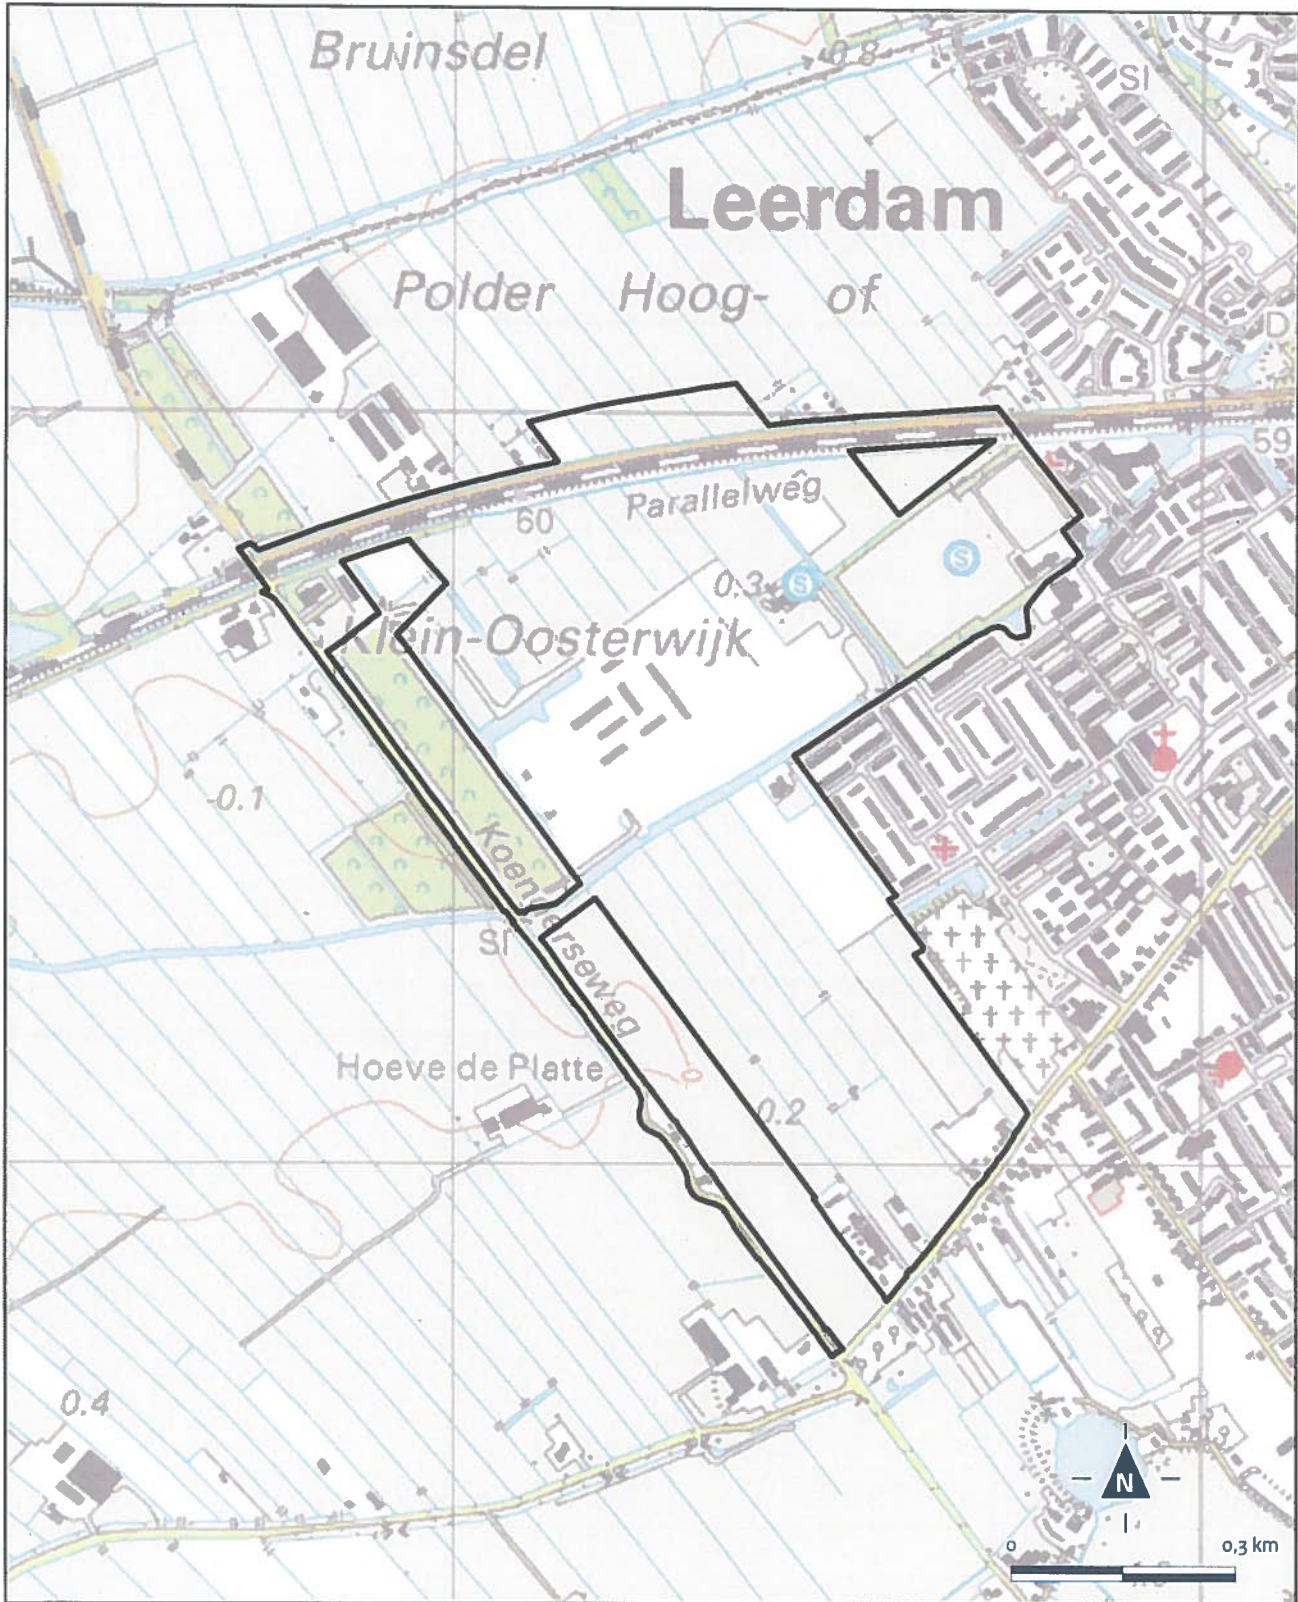 Bruinsdel
-0.8
Sl
Leerdam
Polder Hoog- of
D
59
60
Parallelweg
0.3
S
S
Klein-Oosterwijk
-0.1
Koengerseweg
Sl
Hoeve de Platte
0.2
0.4
N
0
0,3 km